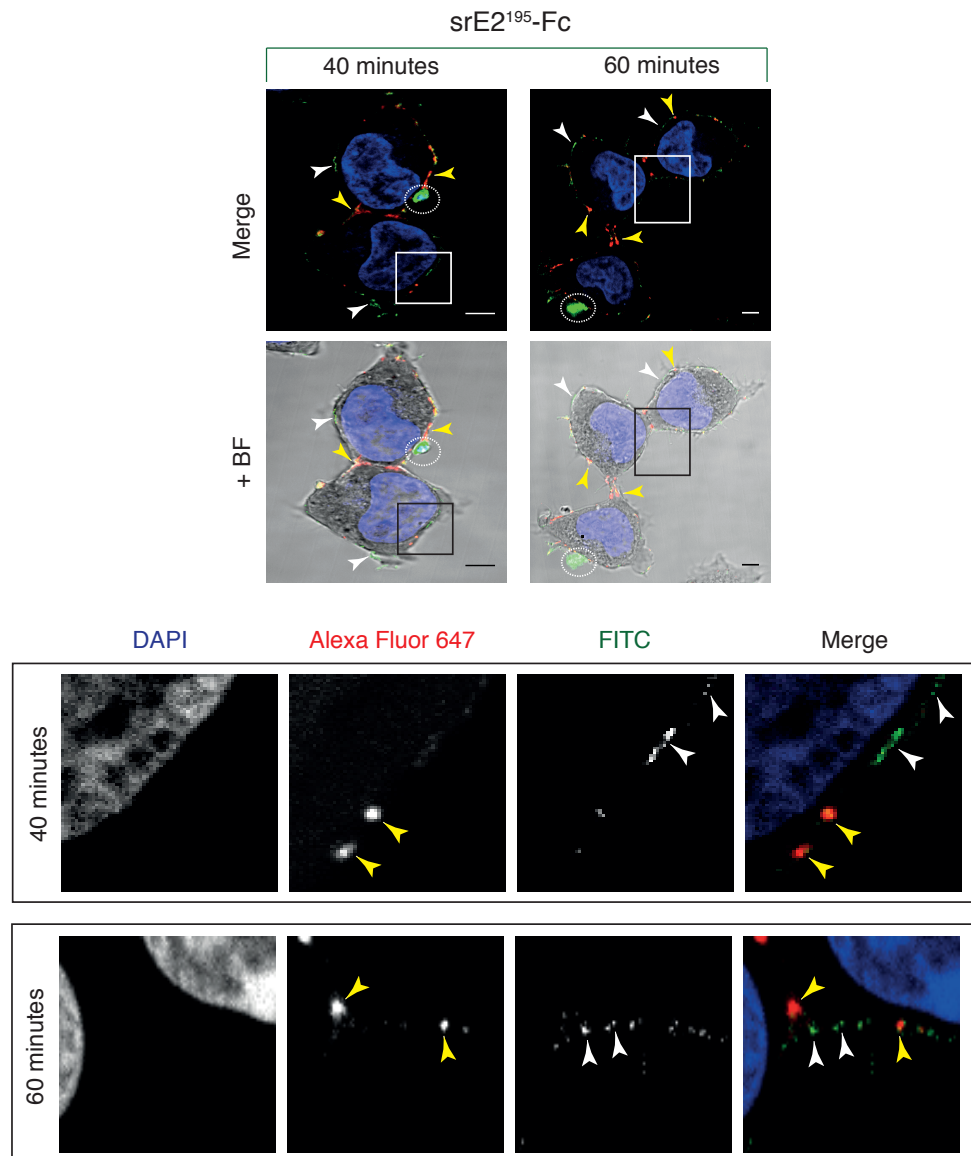 srE2¹⁹⁵-Fc
40 minutes 60 minutes
Merge
+ BF
DAPI Alexa Fluor 647 FITC Merge
40 minutes
60 minutes